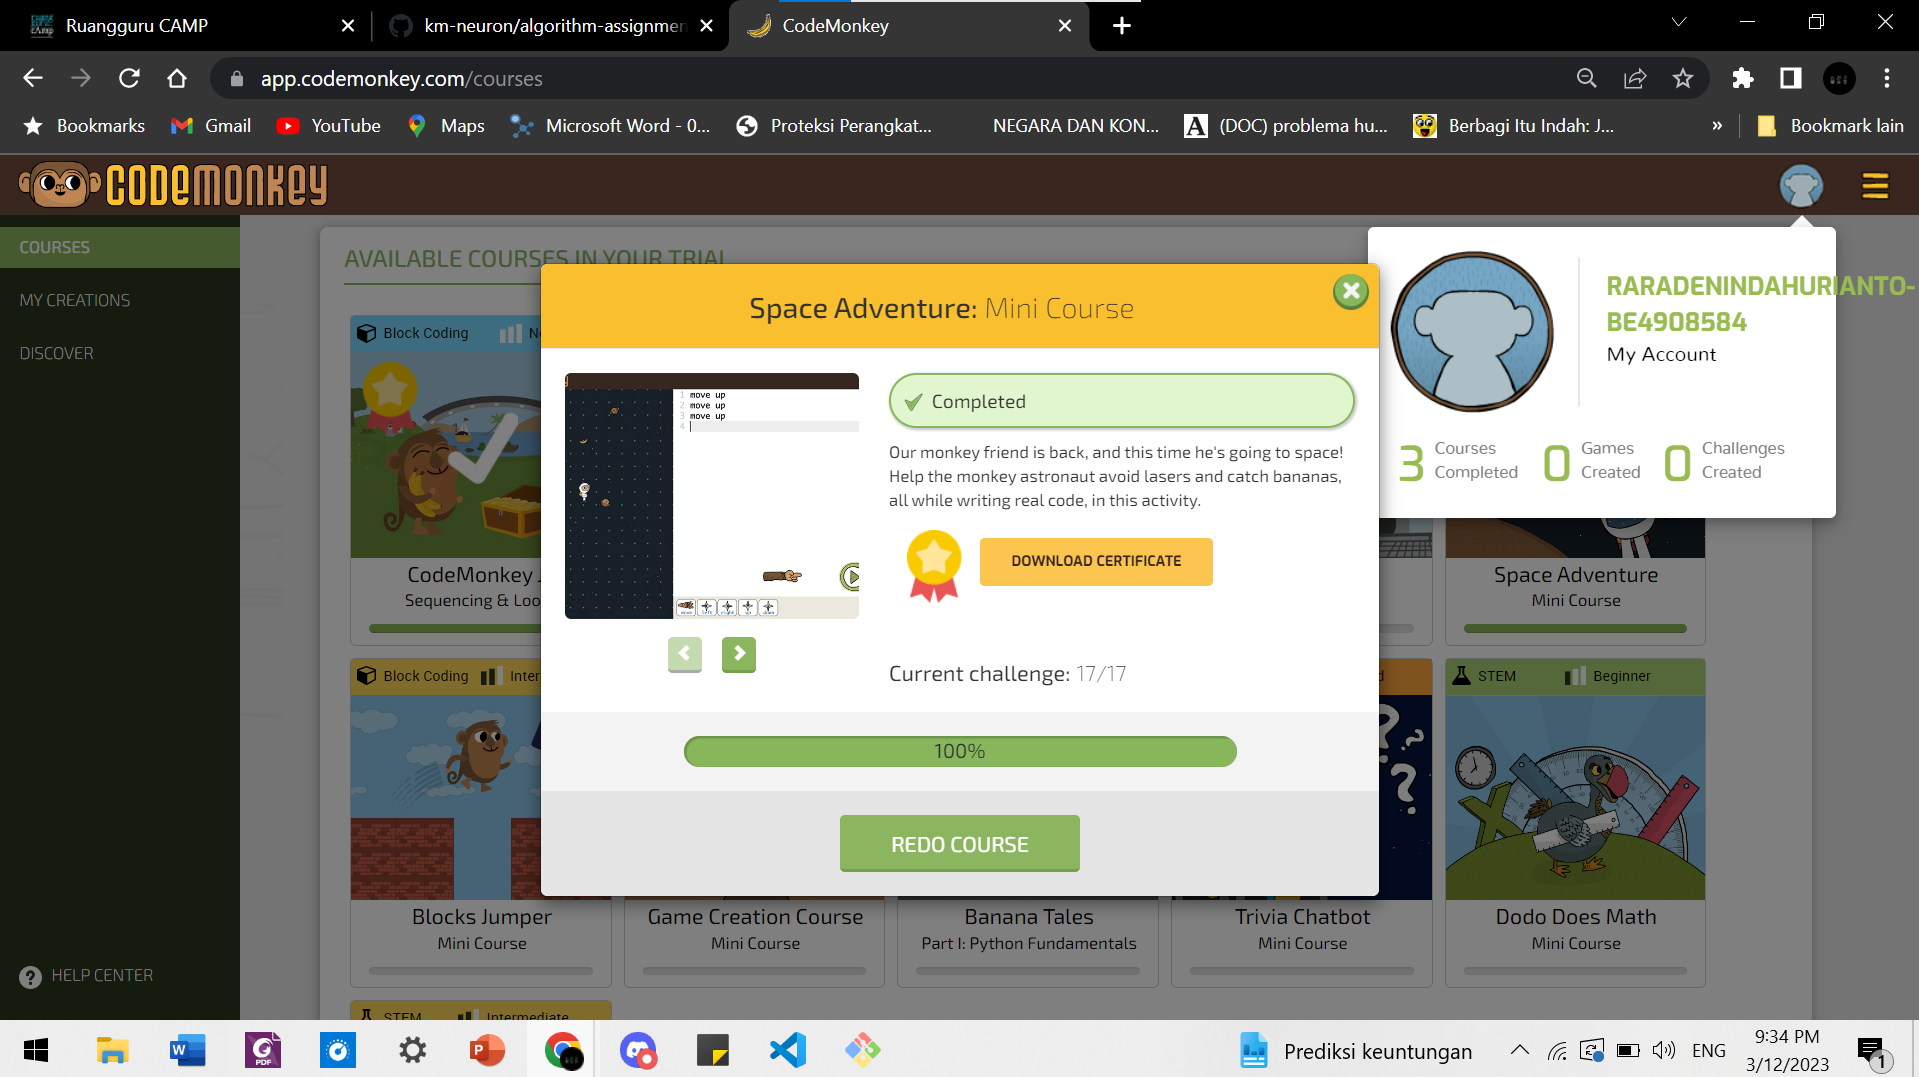 Ruangguru CAMP
km-neuron/algorithm-assignmen
CodeMonkey
app.codemonkey.com/courses
Bookmarks
Gmail
YouTube
Maps
Microsoft Word - 0...
Proteksi Perangkat...
NEGARA DAN KON...
(DOC) problema hu...
Berbagi Itu Indah: J...
»
Bookmark lain
CODEMONKEY
COURSES
MY CREATIONS
DISCOVER
HELP CENTER
AVAILABLE COURSES IN YOUR TRIAL
Block Coding
CodeMonkey J
Sequencing & Loo
Space Adventure: Mini Course
1 move up
2 move up
3 move up
4
Completed
Our monkey friend is back, and this time he's going to space!
Help the monkey astronaut avoid lasers and catch bananas,
all while writing real code, in this activity.
DOWNLOAD CERTIFICATE
Current challenge: 17/17
100%
REDO COURSE
RARADENINDAHURIANTO-
BE4908584
My Account
3 Courses Completed
0 Games Created
0 Challenges Created
Space Adventure
Mini Course
Block Coding
Inter
STEM
Beginner
Blocks Jumper
Mini Course
Game Creation Course
Mini Course
Banana Tales
Part I: Python Fundamentals
Trivia Chatbot
Mini Course
Dodo Does Math
Mini Course
STEM
Intermediate
Prediksi keuntungan
ENG
9:34 PM
3/12/2023
1